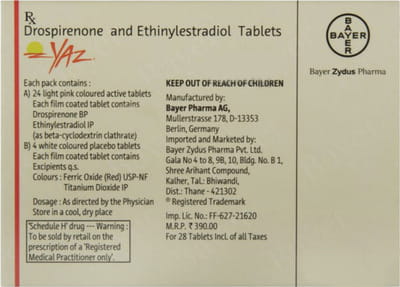 Rx
Drospirenone and Ethinylestradiol Tablets
YAZ
BAYER
BAYER
Bayer Zydus Pharma
Each pack contains :
A) 24 light pink coloured active tablets
Each film coated tablet contains
Drospirenone BP
Ethinylestradiol IP
(as beta-cyclodextrin clathrate)
B) 4 white coloured placebo tablets
Each film coated tablet contains
Excipients q.s.
Colours : Ferric Oxide (Red) USP-NF
Titanium Dioxide IP
Dosage : As directed by the Physician
Store in a cool, dry place
'Schedule H' drug --- Warning :
To be sold by retail on the
prescription of a 'Registered
Medical Practitioner only'.
KEEP OUT OF REACH OF CHILDREN
Manufactured by:
Bayer Pharma AG,
Mullerstrasse 178, D-13353
Berlin, Germany
Imported and Marketed by:
Bayer Zydus Pharma Pvt. Ltd.
Gala No 4 to 8, 9B, 10, Bldg. No. B 1,
Shree Arihant Compound,
Kalher, Tal.: Bhiwandi,
Dist.: Thane - 421302
® Registered Trademark
Imp. Lic. No.: FF-627-21620
M.R.P. ₹ 390.00
For 28 Tablets Incl. of all Taxes